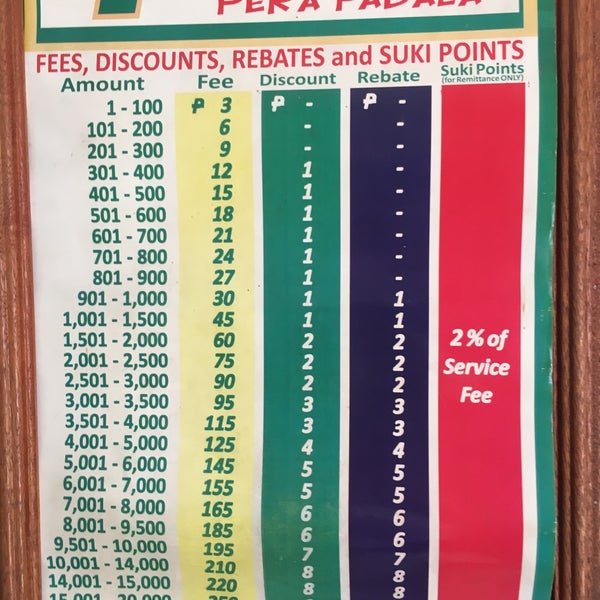 PERA PADALA
FEES, DISCOUNTS, REBATES and SUKI POINTS
Amount Fee Discount Rebate Suki Points
(for Remittance ONLY)
1 - 100 ₱ 3 ₱ - ₱ -
101 - 200 6 - -
201 - 300 9 - -
301 - 400 12 1 -
401 - 500 15 1 -
501 - 600 18 1 -
601 - 700 21 1 -
701 - 800 24 1 -
801 - 900 27 1 -
901 - 1,000 30 1 1
1,001 - 1,500 45 1 1
1,501 - 2,000 60 2 2 2% of
2,001 - 2,500 75 2 2 Service
2,501 - 3,000 90 2 2 Fee
3,001 - 3,500 95 3 3
3,501 - 4,000 115 3 3
4,001 - 5,000 125 4 4
5,001 - 6,000 145 5 5
6,001 - 7,000 155 5 5
7,001 - 8,000 165 6 6
8,001 - 9,500 185 6 6
9,501 - 10,000 195 7 7
10,001 - 14,000 210 8 8
14,001 - 15,000 220 8 8